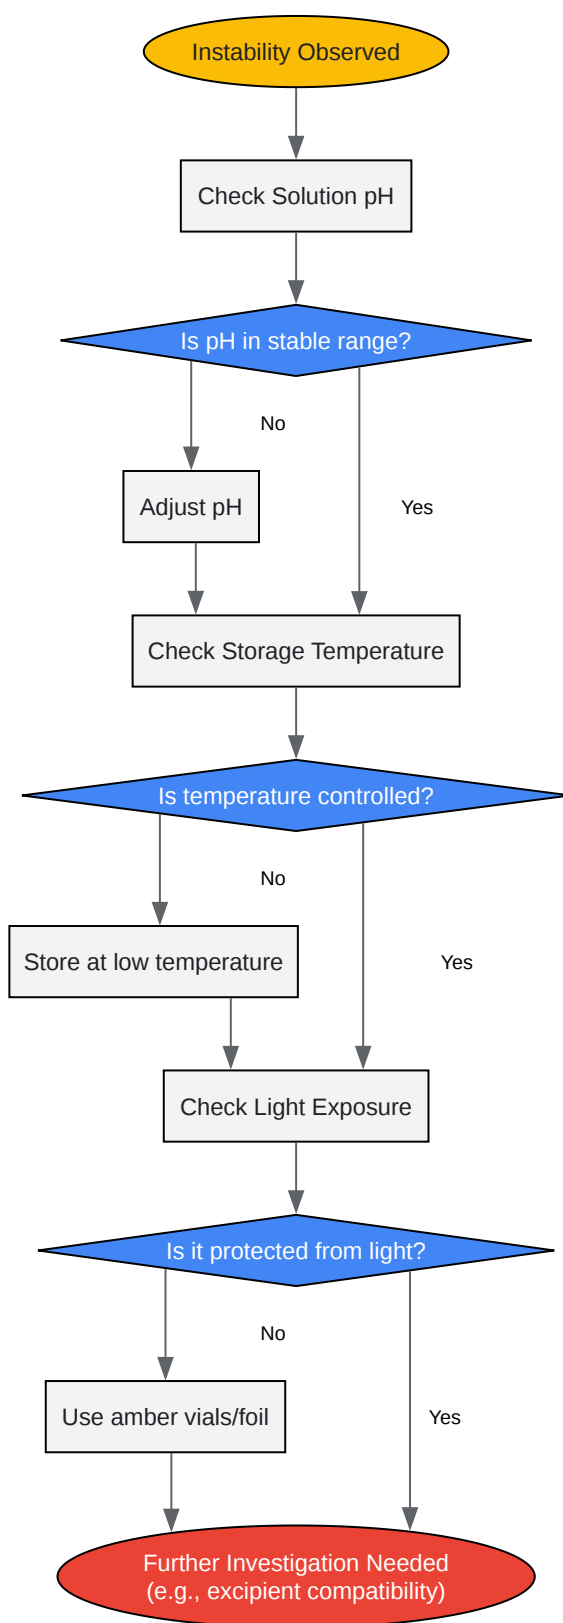 Instability Observed
Check Solution pH
Is pH in stable range?
No
Adjust pH
Yes
Check Storage Temperature
Is temperature controlled?
No
Store at low temperature
Yes
Check Light Exposure
Is it protected from light?
No
Use amber vials/foil
Yes
Further Investigation Needed
(e.g., excipient compatibility)